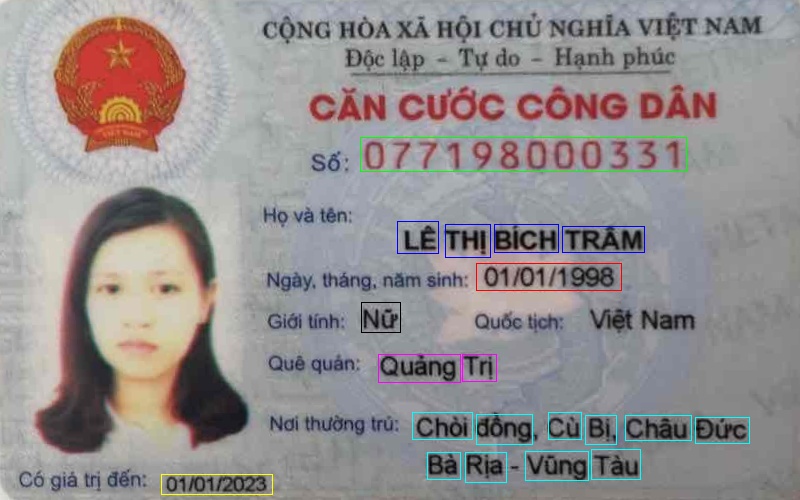 CỘNG HÒA XÃ HỘI CHỦ NGHĨA VIỆT NAM
Độc lập - Tự do - Hạnh phúc
CĂN CƯỚC CÔNG DÂN
Số: 077198000331
Họ và tên:
LÊ THỊ BÍCH TRÂM
Ngày, tháng, năm sinh: 01/01/1998
Giới tính: Nữ Quốc tịch: Việt Nam
Quê quán: Quảng Trị
Nơi thường trú: Chòi đồng, Cù Bị, Châu Đức
Bà Rịa - Vũng Tàu
Có giá trị đến: 01/01/2023